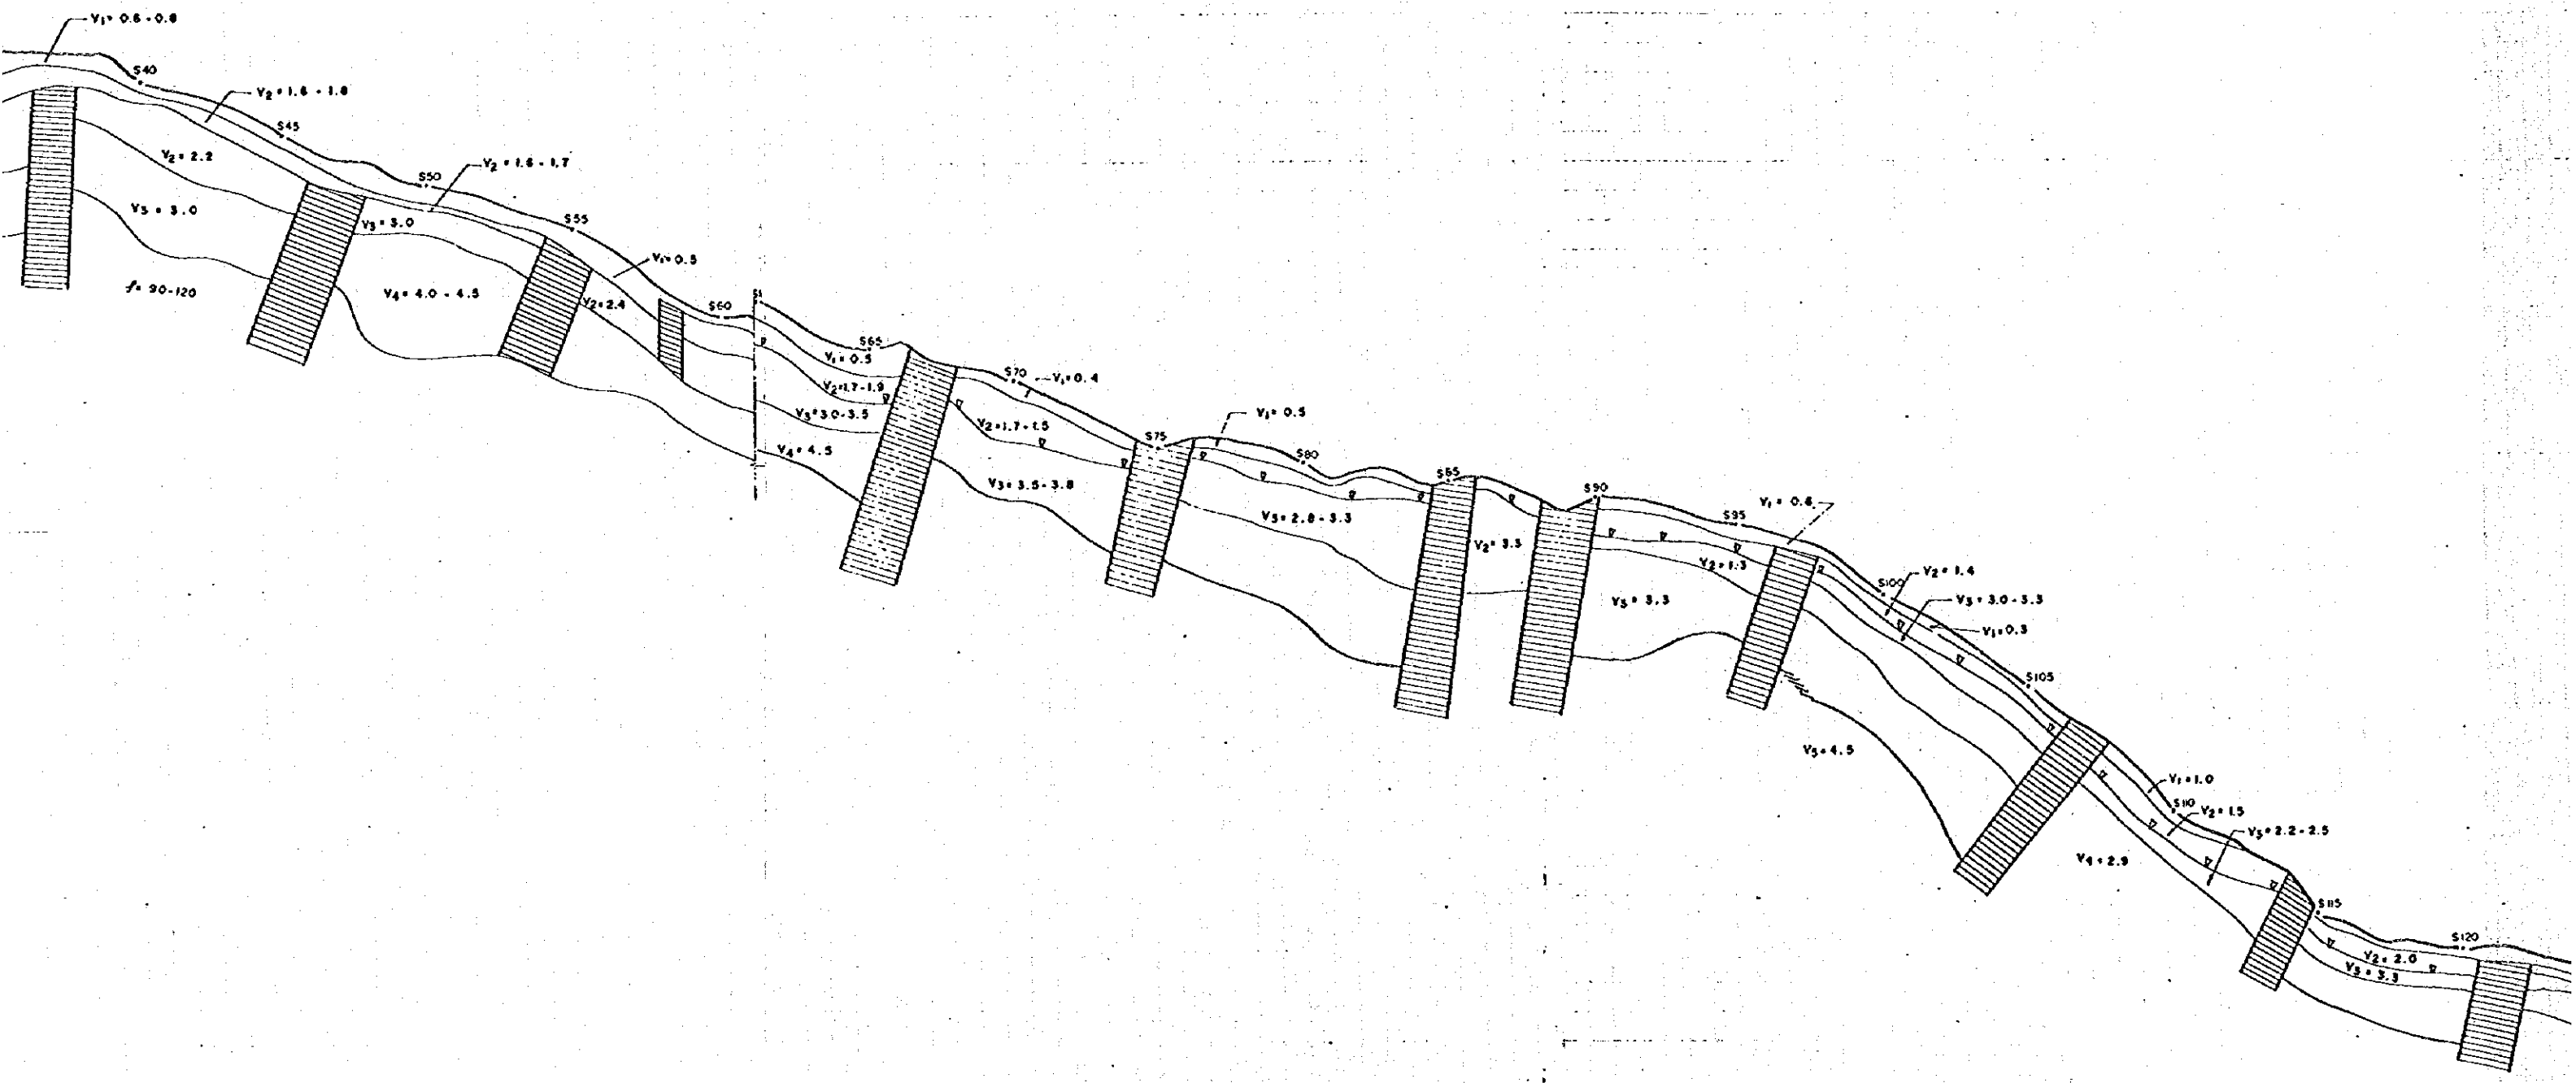 V₁= 0.6 - 0.8
S40
V₂ = 1.6 - 1.8
S45
V₂ = 2.2
V₂ = 1.6 - 1.7
S50
V₃ = 3.0
V₃ = 3.0
S55
V₁= 0.5
f= 90-120
V₄ = 4.0 - 4.5
V₂= 2.4
S60
S65
V₁= 0.5
S70
V₁= 0.4
V₂=1.7-1.9
V₃=3.0-3.5
V₂=1.7-1.5
V₄= 4.5
S75
V₁= 0.5
S80
V₃= 3.5-3.8
S85
S90
V₃= 2.8-3.3
V₂= 3.3
S95
V₁= 0.6
V₂=1.3
S100
V₂= 1.4
V₃= 3.3
V₃= 3.0-3.3
V₁=0.3
S105
V₅= 4.5
V₁=1.0
S110
V₂= 1.5
V₃= 2.2-2.5
V₄= 2.9
S115
S120
V₂= 2.0
V₃= 3.3